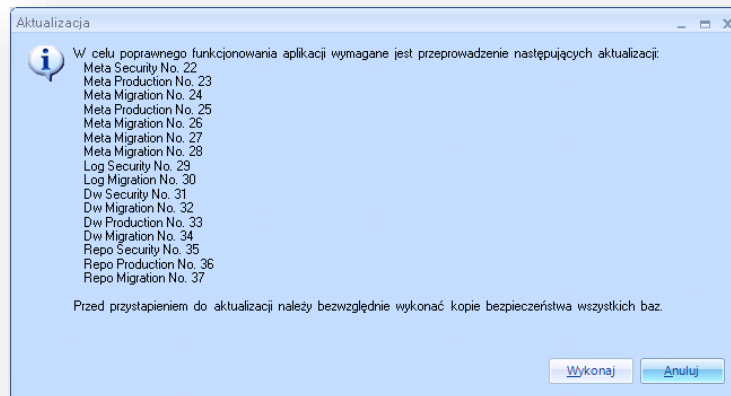 Aktualizacja
W celu poprawnego funkcjonowania aplikacji wymagane jest przeprowadzenie następujących aktualizacji:
Meta Security No. 22
Meta Production No. 23
Meta Migration No. 24
Meta Production No. 25
Meta Migration No. 26
Meta Migration No. 27
Meta Migration No. 28
Log Security No. 29
Log Migration No. 30
Dw Security No. 31
Dw Migration No. 32
Dw Production No. 33
Dw Migration No. 34
Repo Security No. 35
Repo Production No. 36
Repo Migration No. 37
Przed przystapieniem do aktualizacji należy bezwzględnie wykonać kopie bezpieczeństwa wszystkich baz.
Wykonaj
Anuluj